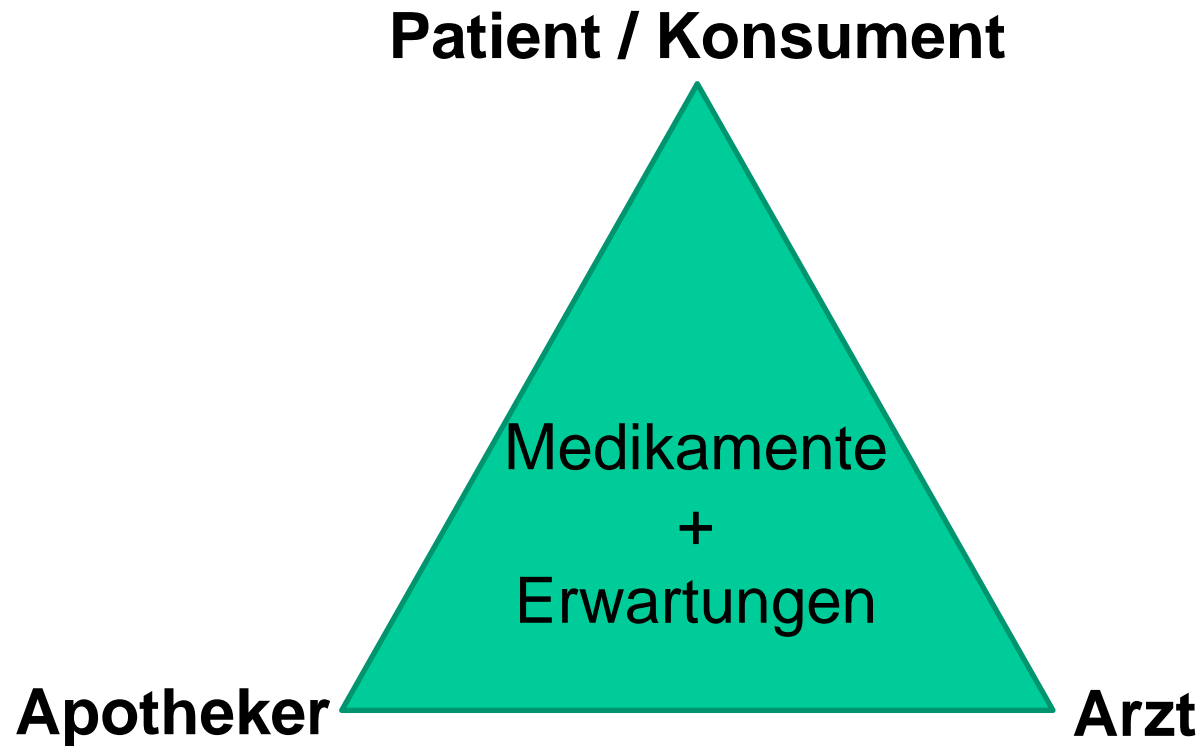 Patient / Konsument
Medikamente
+
Erwartungen
Apotheker
Arzt